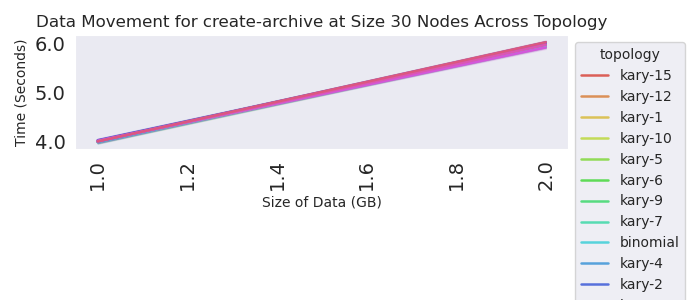 Data Movement for create-archive at Size 30 Nodes Across Topology
Time (Seconds)
6.0
5.0
4.0
1.0
1.2
1.4
1.6
1.8
2.0
Size of Data (GB)
topology
kary-15
kary-12
kary-1
kary-10
kary-5
kary-6
kary-9
kary-7
binomial
kary-4
kary-2